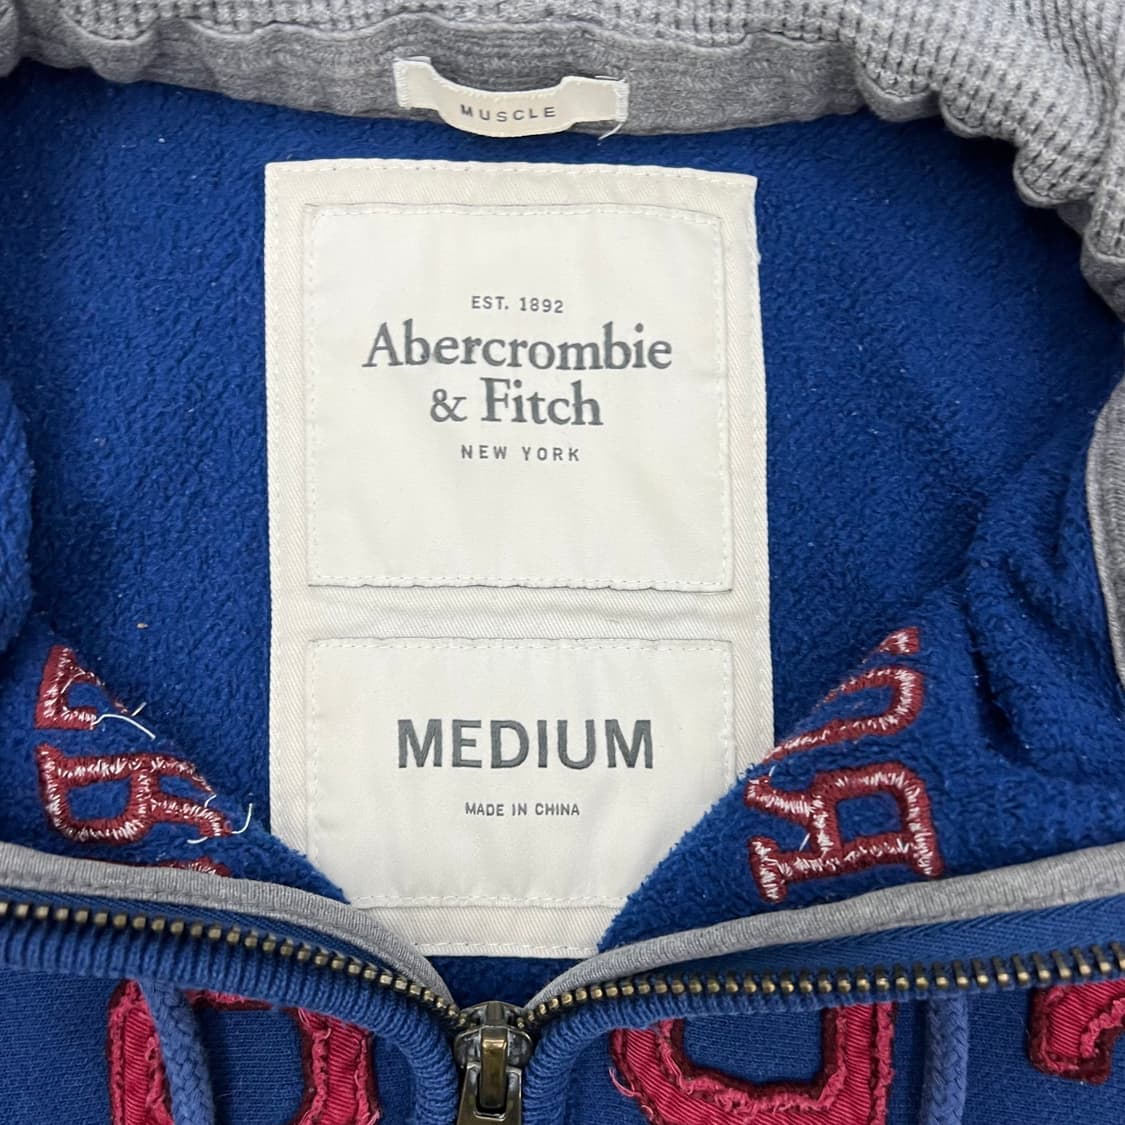 MUSCLE
EST. 1892
Abercrombie
& Fitch
NEW YORK
MEDIUM
MADE IN CHINA